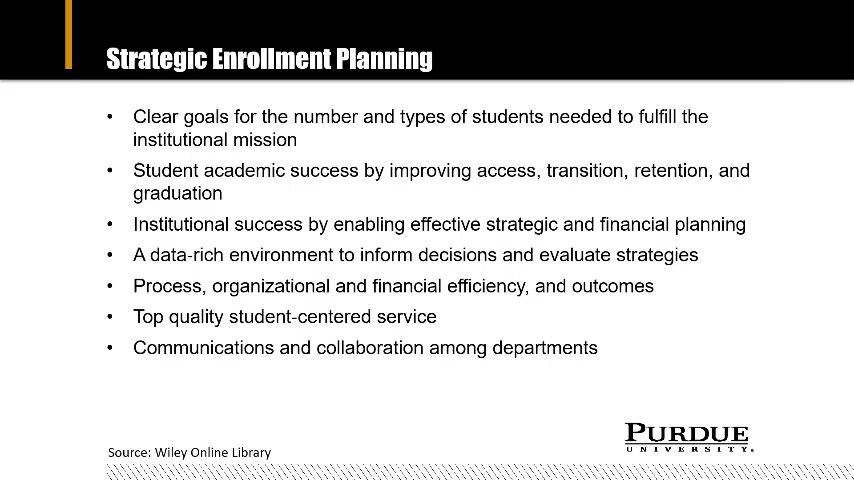 Strategic Enrollment Planning
• Clear goals for the number and types of students needed to fulfill the
institutional mission
• Student academic success by improving access, transition, retention, and
graduation
• Institutional success by enabling effective strategic and financial planning
• A data-rich environment to inform decisions and evaluate strategies
• Process, organizational and financial efficiency, and outcomes
• Top quality student-centered service
• Communications and collaboration among departments
PURDUE
UNIVERSITY.
Source: Wiley Online Library